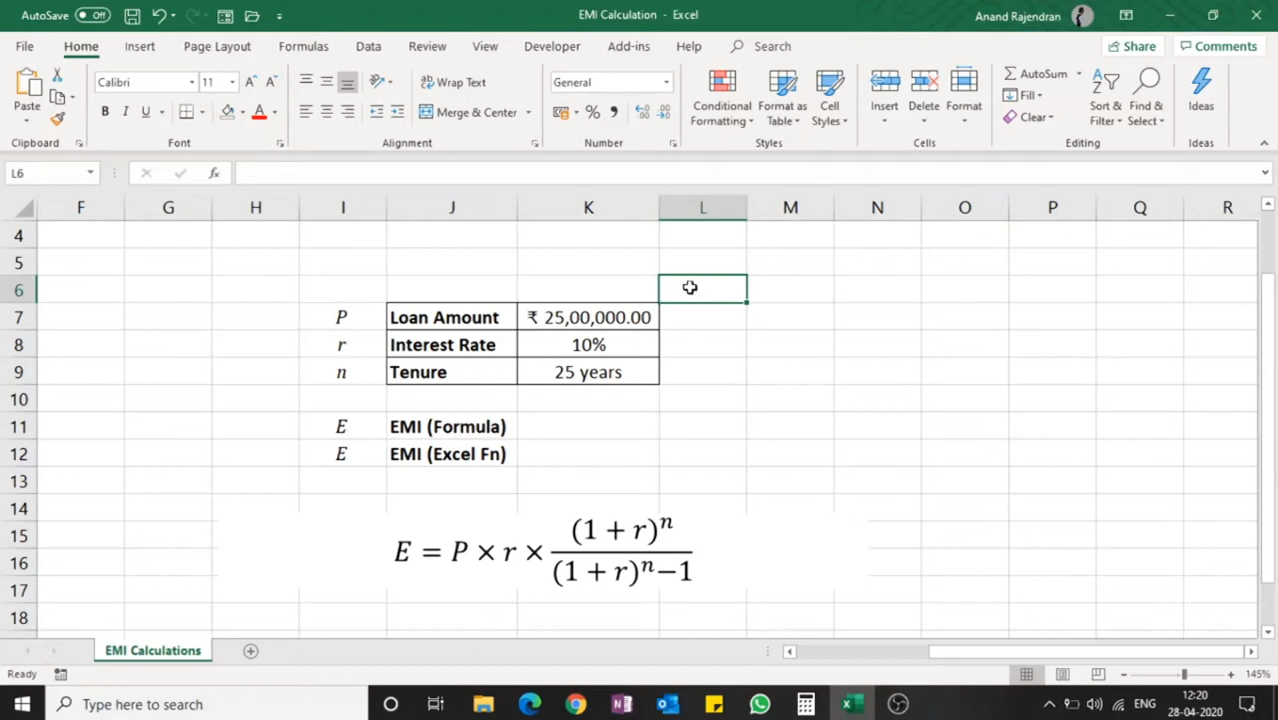 AutoSave Off
EMI Calculation - Excel
Anand Rajendran
File Home Insert Page Layout Formulas Data Review View Developer Add-ins Help Search Share Comments
Paste
Calibri 11
B I U
A A
Wrap Text
Merge & Center
General
% ,
Conditional Formatting
Format as Table
Cell Styles
Insert Delete Format
AutoSum
Fill
Clear
Sort & Filter
Find & Select
Ideas
Clipboard Font Alignment Number Styles Cells Editing Ideas
L6 fx
F G H I J K L M N O P Q R
4
5
6
7 P Loan Amount ₹ 25,00,000.00
8 r Interest Rate 10%
9 n Tenure 25 years
10
11 E EMI (Formula)
12 E EMI (Excel Fn)
13
14
15
16
17
18
E = P × r × (1 + r)^n / (1 + r)^n−1
EMI Calculations
Ready 145%
Type here to search
ENG
12:20
28-04-2020